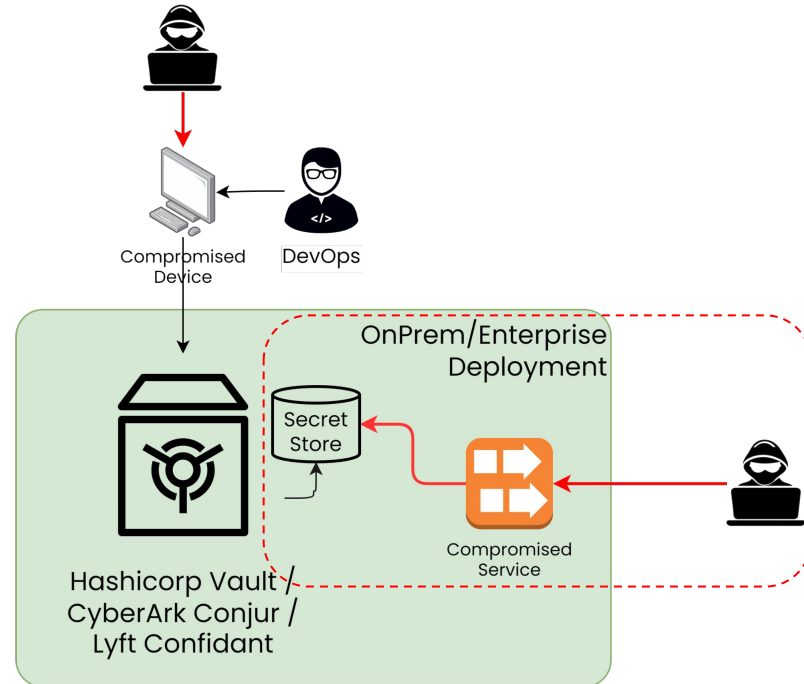 </>
Compromised
Device
DevOps
OnPrem/Enterprise
Deployment
Secret
Store
Compromised
Service
Hashicorp Vault /
CyberArk Conjur /
Lyft Confidant